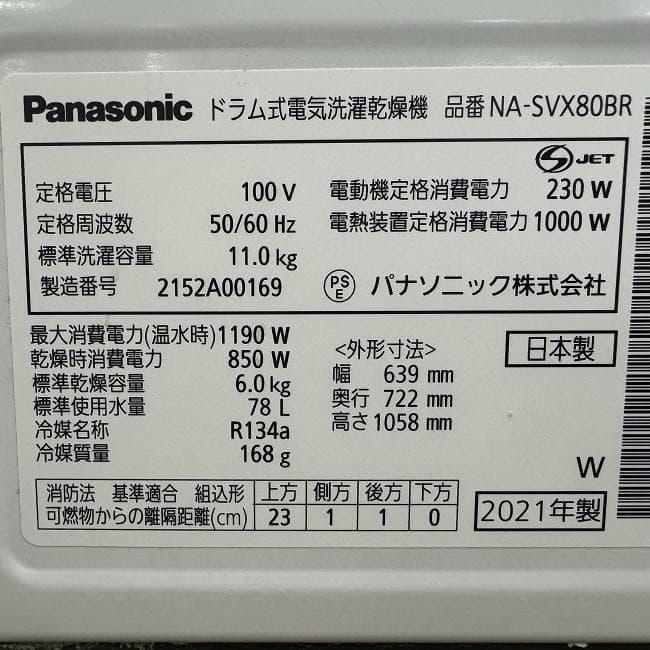 Panasonic ドラム式電気洗濯乾燥機 品番 NA-SVX80BR
S JET
定格電圧 100 V 電動機定格消費電力 230 W
定格周波数 50/60 Hz 電熱装置定格消費電力 1000 W
標準洗濯容量 11.0 kg
製造番号 2152A00169 PSE パナソニック株式会社
最大消費電力(温水時) 1190 W
乾燥時消費電力 850 W
標準乾燥容量 6.0 kg
標準使用水量 78 L
冷媒名称 R134a
冷媒質量 168 g
<外形寸法>
幅 639 mm
奥行 722 mm
高さ 1058 mm
日本製
W
消防法 基準適合 組込形 上方 側方 後方 下方
可燃物からの離隔距離(cm) 23 1 1 0
2021年製